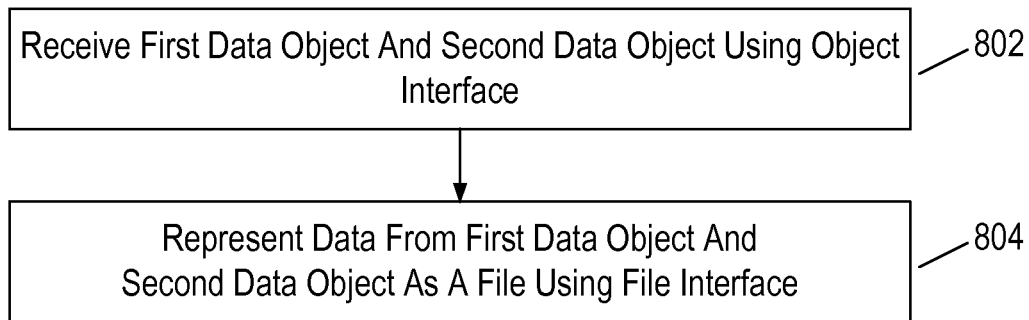 Receive First Data Object And Second Data Object Using Object
Interface
802
Represent Data From First Data Object And
Second Data Object As A File Using File Interface
804